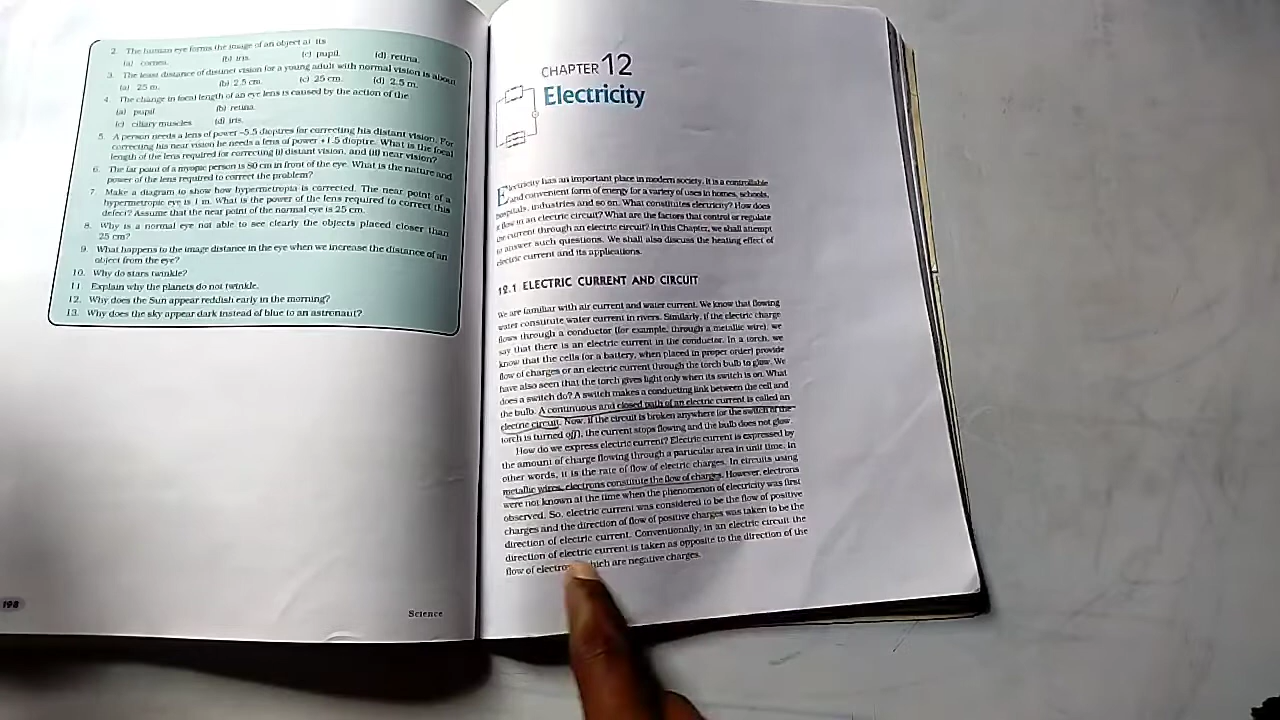 2. The human eye forms the image of an object at its
(a) cornea. (b) iris. (c) pupil. (d) retina.
3. The least distance of distinct vision for a young adult with normal vision is about
(a) 25 m. (b) 2.5 cm. (c) 25 cm. (d) 2.5 m.
4. The change in focal length of an eye lens is caused by the action of the
(a) pupil (b) retina
(c) ciliary muscles (d) iris.
5. A person needs a lens of power –5.5 dioptres for correcting his distant vision. For
correcting his near vision he needs a lens of power +1.5 dioptre. What is the focal
length of the lens required for correcting (i) distant vision, and (ii) near vision?
6. The far point of a myopic person is 80 cm in front of the eye. What is the nature and
power of the lens required to correct the problem?
7. Make a diagram to show how hypermetropia is corrected. The near point of a
hypermetropic eye is 1 m. What is the power of the lens required to correct this
defect? Assume that the near point of the normal eye is 25 cm.
8. Why is a normal eye not able to see clearly the objects placed closer than
25 cm?
9. What happens to the image distance in the eye when we increase the distance of an
object from the eye?
10. Why do stars twinkle?
11 Explain why the planets do not twinkle.
12. Why does the Sun appear reddish early in the morning?
13. Why does the sky appear dark instead of blue to an astronaut?
198
Science
CHAPTER 12
Electricity
Electricity has an important place in modern society. It is a controllable
and convenient form of energy for a variety of uses in homes, schools,
hospitals, industries and so on. What constitutes electricity? How does
it flow in an electric circuit? What are the factors that control or regulate
the current through an electric circuit? In this Chapter, we shall attempt
to answer such questions. We shall also discuss the heating effect of
electric current and its applications.
12.1 ELECTRIC CURRENT AND CIRCUIT
We are familiar with air current and water current. We know that flowing
water constitute water current in rivers. Similarly, if the electric charge
flows through a conductor (for example, through a metallic wire), we
say that there is an electric current in the conductor. In a torch, we
know that the cells (or a battery, when placed in proper order) provide
flow of charges or an electric current through the torch bulb to glow. We
have also seen that the torch gives light only when its switch is on. What
does a switch do? A switch makes a conducting link between the cell and
the bulb. A continuous and closed path of an electric current is called an
electric circuit. Now, if the circuit is broken anywhere (or the switch of the
torch is turned off), the current stops flowing and the bulb does not glow.
How do we express electric current? Electric current is expressed by
the amount of charge flowing through a particular area in unit time. In
other words, it is the rate of flow of electric charges. In circuits using
metallic wires, electrons constitute the flow of charges. However, electrons
were not known at the time when the phenomenon of electricity was first
observed. So, electric current was considered to be the flow of positive
charges and the direction of flow of positive charges was taken to be the
direction of electric current. Conventionally, in an electric circuit the
direction of electric current is taken as opposite to the direction of the
flow of which are negative charges.